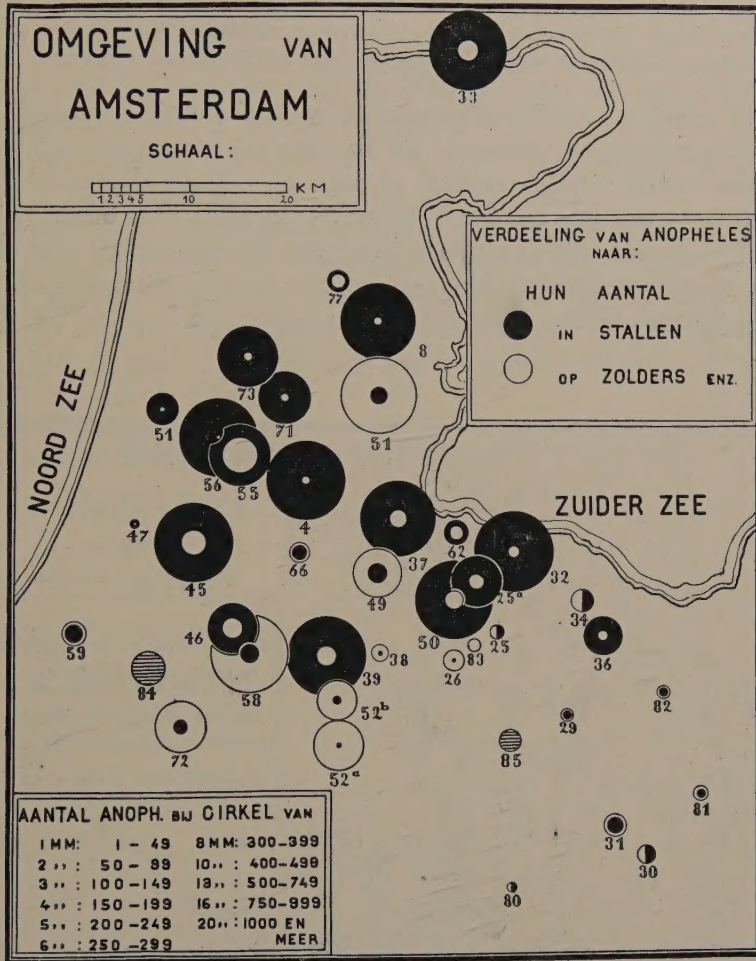 OMGEVING VAN
AMSTERDAM
SCHAAL:
KM
1 2 3 4 5 10 20
33
VERDEELING VAN ANOPHELES
NAAR:
HUN AANTAL
IN STALLEN
OP ZOLDERS ENZ.
NOORD ZEE
ZUIDER ZEE
77
8
73
71
51
51
56
55
4
47
45
66
37
62
32
49
25ª
50
34
46
25
36
59
84
58
39
38
83
26
52ᵇ
82
72
29
52ª
85
81
31
30
80
AANTAL ANOPH. BIJ CIRKEL VAN
1 MM: 1 - 49 8 MM: 300-399
2 ,, : 50 - 99 10 ,, : 400-499
3 ,, : 100-149 13 ,, : 500-749
4 ,, : 150-199 16 ,, : 750-999
5 ,, : 200-249 20 ,, : 1000 EN
6 ,, : 250-299 MEER